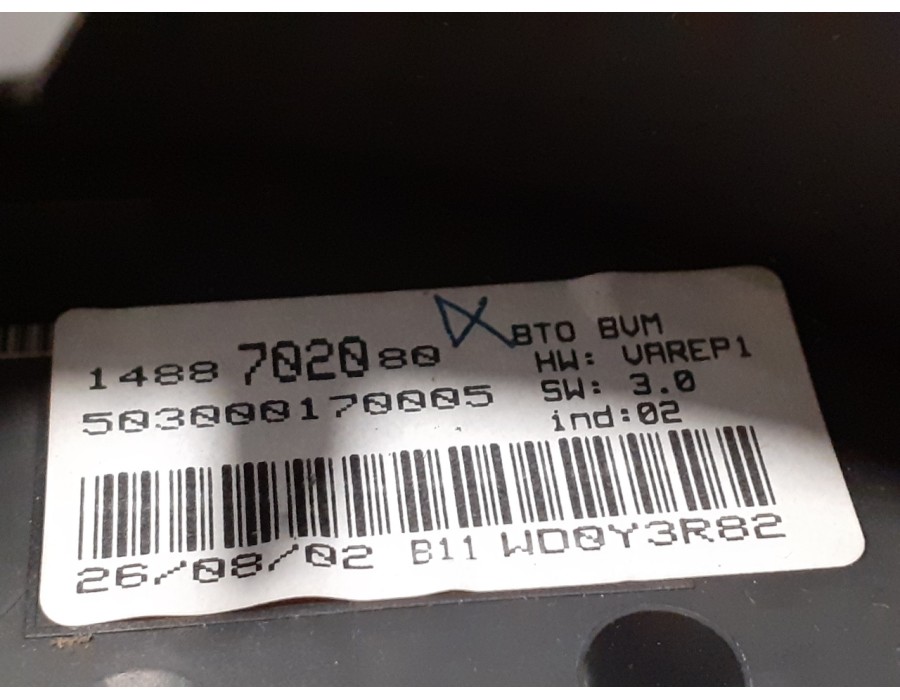 1488 7020 80
503000170005
BTO BVM
HW: VAREP1
SW: 3.0
ind:02
26/08/02 B11 WD0Y3R82